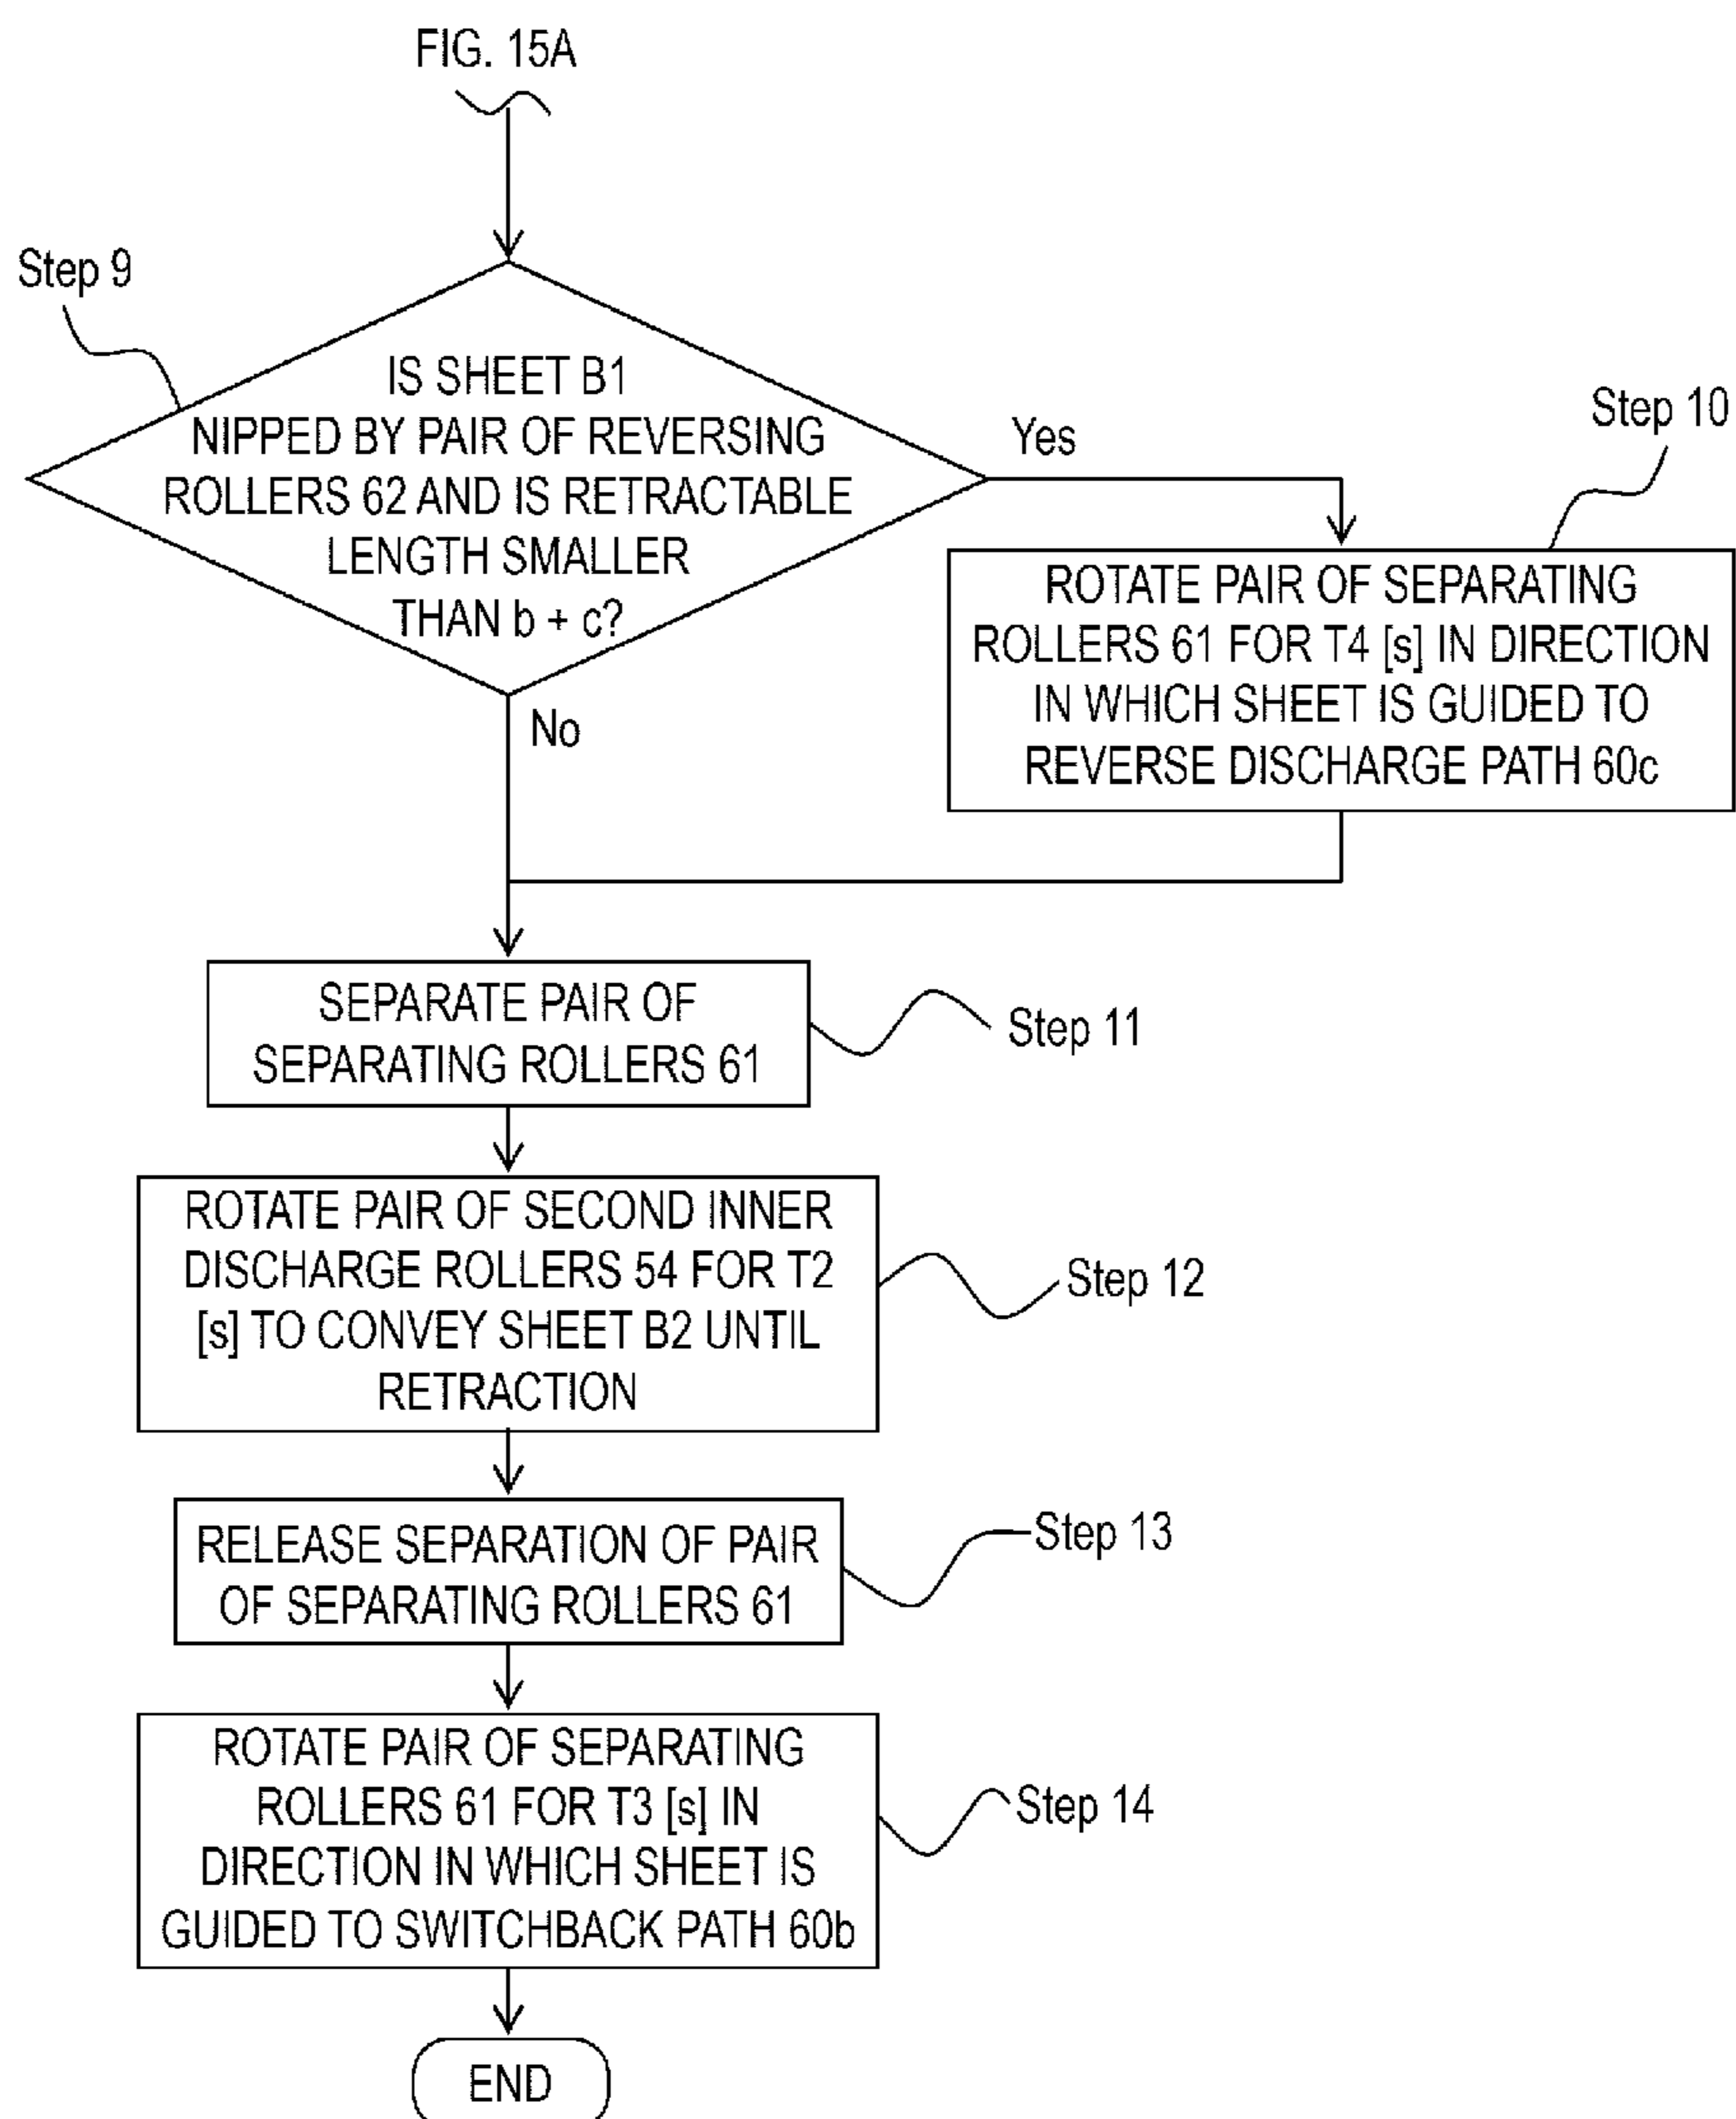 FIG. 15A
Step 9
IS SHEET B1
NIPPED BY PAIR OF REVERSING
ROLLERS 62 AND IS RETRACTABLE
LENGTH SMALLER
THAN b + c?
Yes
No
Step 10
ROTATE PAIR OF SEPARATING
ROLLERS 61 FOR T4 [s] IN DIRECTION
IN WHICH SHEET IS GUIDED TO
REVERSE DISCHARGE PATH 60c
SEPARATE PAIR OF
SEPARATING ROLLERS 61
Step 11
ROTATE PAIR OF SECOND INNER
DISCHARGE ROLLERS 54 FOR T2
[s] TO CONVEY SHEET B2 UNTIL
RETRACTION
Step 12
RELEASE SEPARATION OF PAIR
OF SEPARATING ROLLERS 61
Step 13
ROTATE PAIR OF SEPARATING
ROLLERS 61 FOR T3 [s] IN
DIRECTION IN WHICH SHEET IS
GUIDED TO SWITCHBACK PATH 60b
Step 14
END